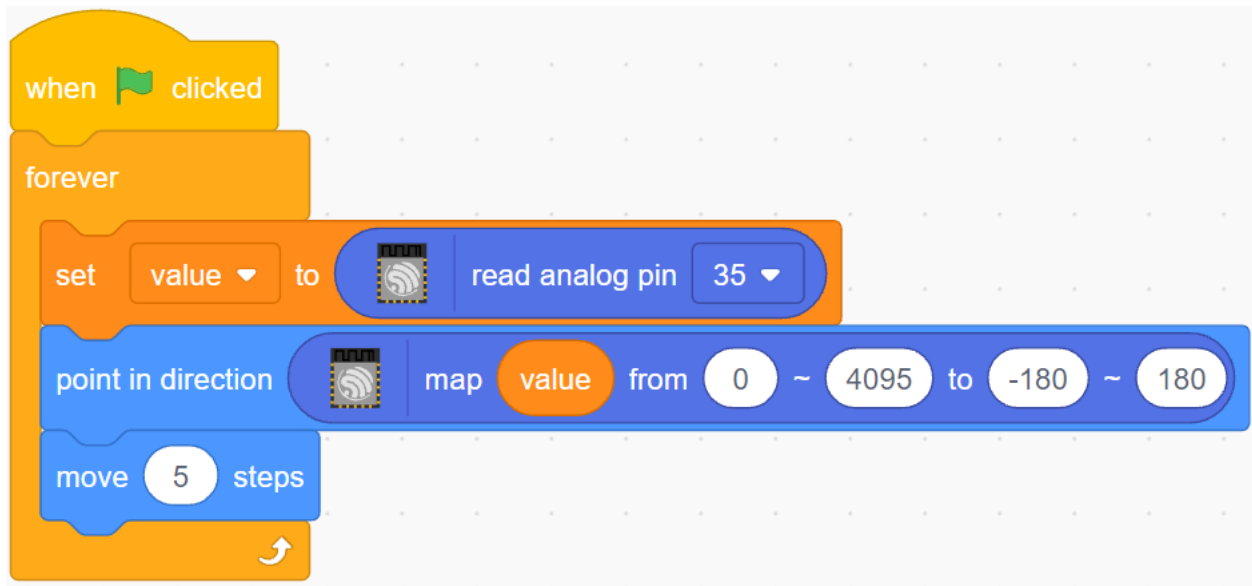 when clicked
forever
set value to read analog pin 35
point in direction map value from 0 ~ 4095 to -180 ~ 180
move 5 steps